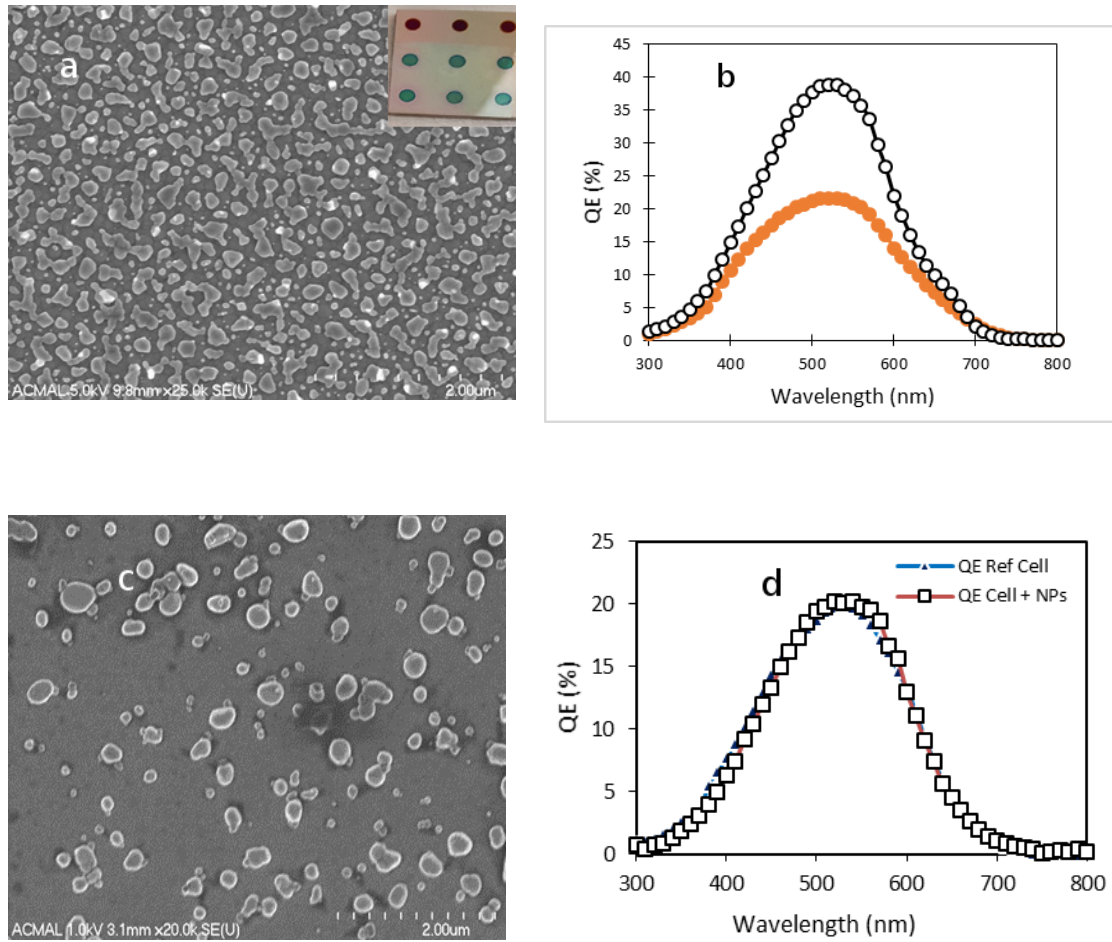 a
ACMAL 5.0kV 9.8mm x25.0k SE(U) 2.00um
b
45
40
35
30
25
20
15
10
5
0
QE (%)
300 400 500 600 700 800
Wavelength (nm)
c
ACMAL 1.0kV 3.1mm x20.0k SE(U) 2.00um
d
QE Ref Cell
QE Cell + NPs
25
20
15
10
5
0
QE (%)
300 400 500 600 700 800
Wavelength (nm)